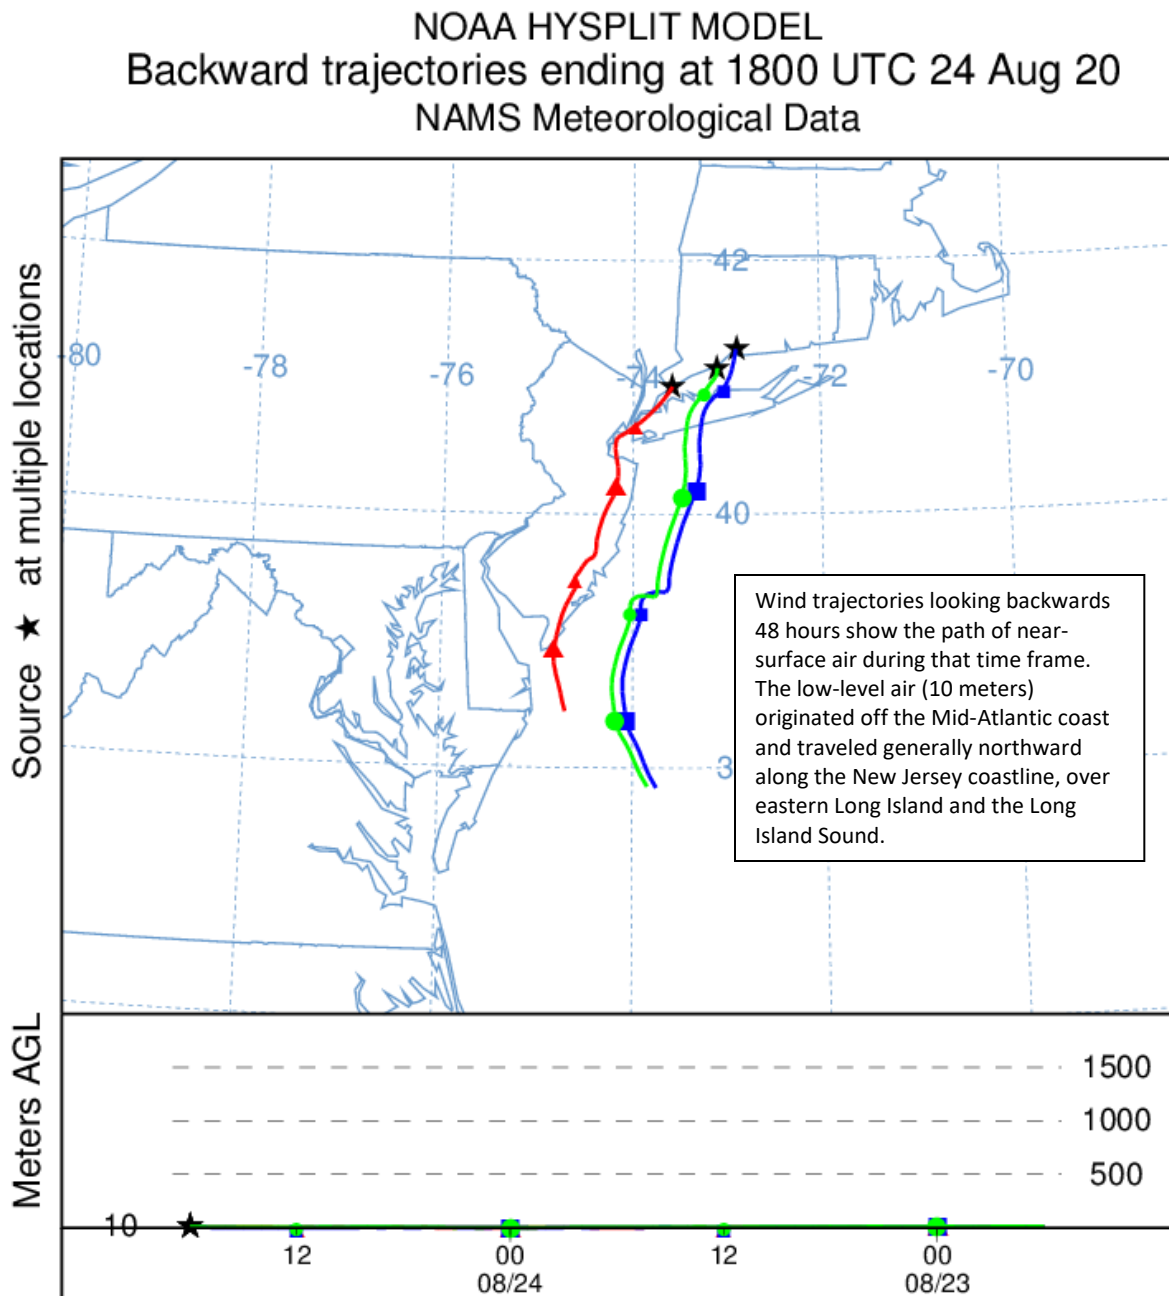 NOAA HYSPLIT MODEL
Backward trajectories ending at 1800 UTC 24 Aug 20
NAMS Meteorological Data
Source ★ at multiple locations
42
-80
-78
-76
-74
-72
-70
40
3
Wind trajectories looking backwards
48 hours show the path of near-
surface air during that time frame.
The low-level air (10 meters)
originated off the Mid-Atlantic coast
and traveled generally northward
along the New Jersey coastline, over
eastern Long Island and the Long
Island Sound.
Meters AGL
1500
1000
500
10
12 00 12 00
08/24 08/23